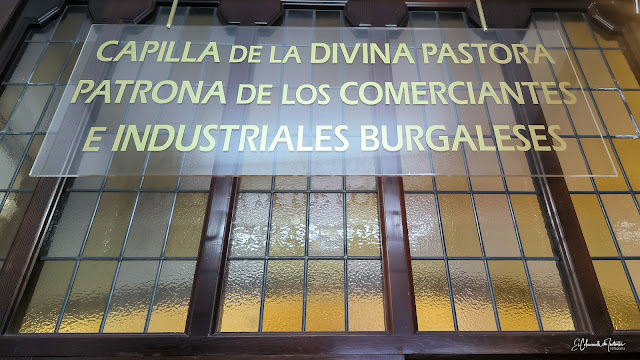 CAPILLA DE LA DIVINA PASTORA
PATRONA DE LOS COMERCIANTES
E INDUSTRIALES BURGALESES